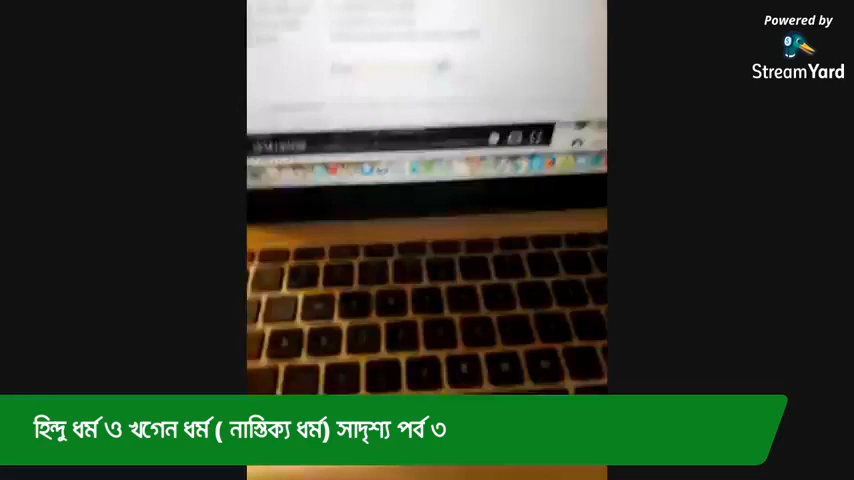 Powered by
StreamYard
হিন্দু ধর্ম ও খগেন ধর্ম ( নাস্তিক্য ধর্ম) সাদৃশ্য পর্ব ৩